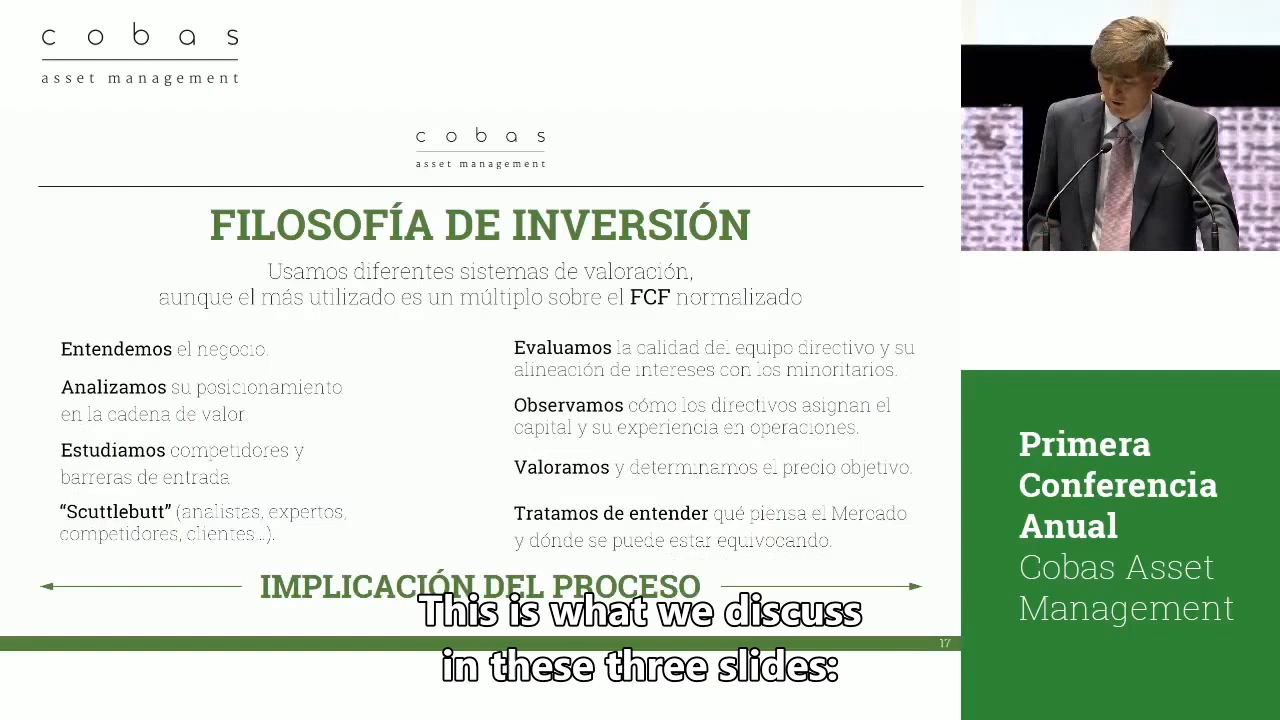 cobas
asset management
cobas
asset management
FILOSOFÍA DE INVERSIÓN
Usamos diferentes sistemas de valoración,
aunque el más utilizado es un múltiplo sobre el FCF normalizado
Entendemos el negocio.
Analizamos su posicionamiento
en la cadena de valor.
Estudiamos competidores y
barreras de entrada.
“Scuttlebutt” (analistas, expertos,
competidores, clientes...).
Evaluamos la calidad del equipo directivo y su
alineación de intereses con los minoritarios.
Observamos cómo los directivos asignan el
capital y su experiencia en operaciones.
Valoramos y determinamos el precio objetivo.
Tratamos de entender qué piensa el Mercado
y dónde se puede estar equivocando.
IMPLICACIÓN DEL PROCESO
17
This is what we discuss
in these three slides:
Primera
Conferencia
Anual
Cobas Asset
Management